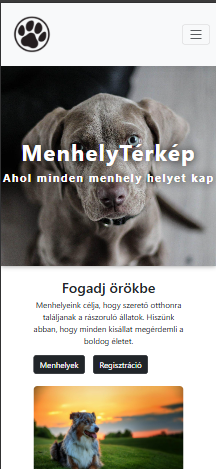 MenhelyTérkép
Ahol minden menhely helyet kap
Fogadj örökbe
Menhelyeink célja, hogy szerető otthonra
találjanak a rászoruló állatok. Hiszünk
abban, hogy minden kisállat megérdemli a
boldog életet.
Menhelyek
Regisztráció